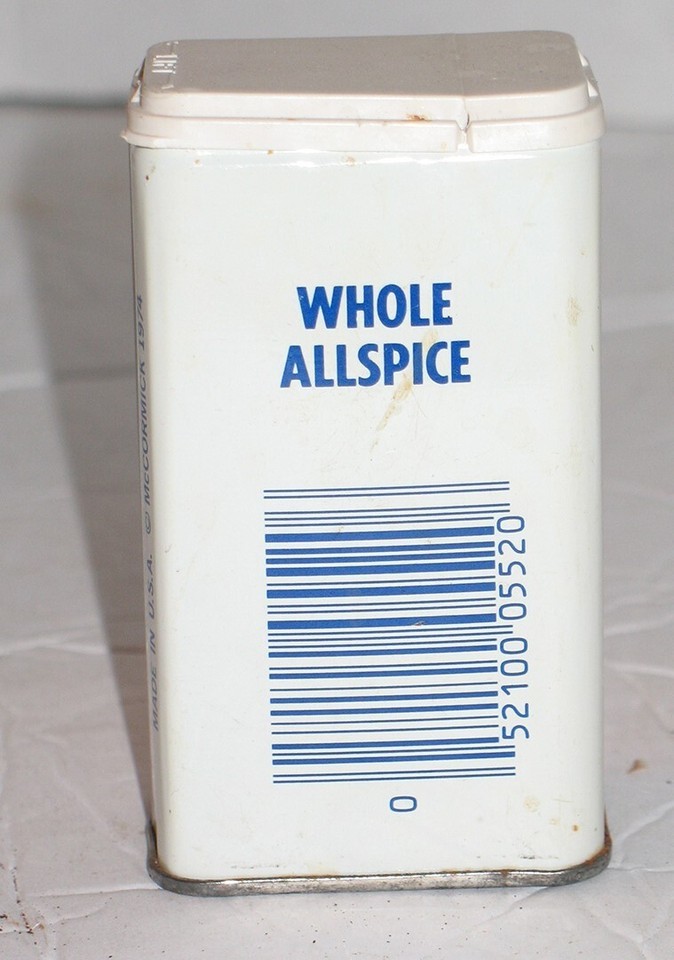 WHOLE
ALLSPICE
0
52100 05520
MADE IN U.S.A. © McCORMICK 1974